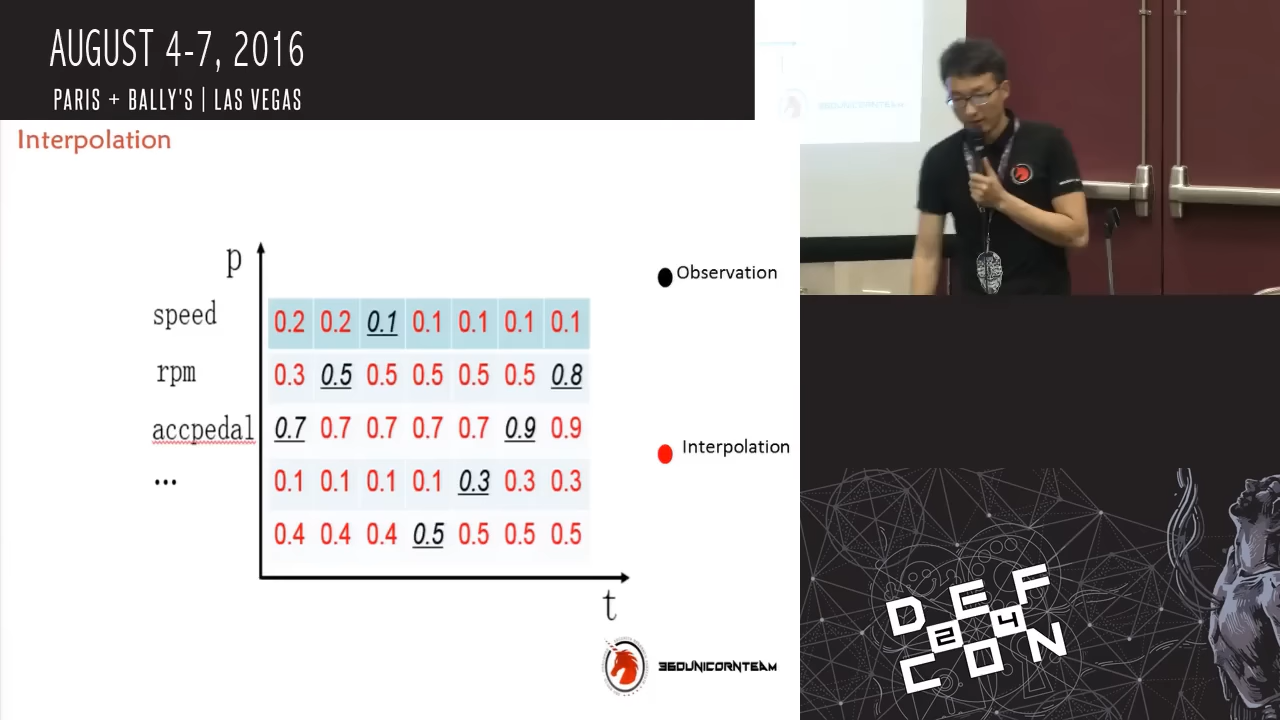 AUGUST 4-7, 2016
PARIS + BALLY'S | LAS VEGAS
Interpolation
p
Observation
speed 0.2 0.2 0.1 0.1 0.1 0.1 0.1
rpm 0.3 0.5 0.5 0.5 0.5 0.5 0.8
accpedal 0.7 0.7 0.7 0.7 0.7 0.9 0.9
Interpolation
... 0.1 0.1 0.1 0.1 0.3 0.3 0.3
0.4 0.4 0.4 0.5 0.5 0.5 0.5
t
360UNICORNTEAM
360UNICORNTEAM
DEF
24
CON